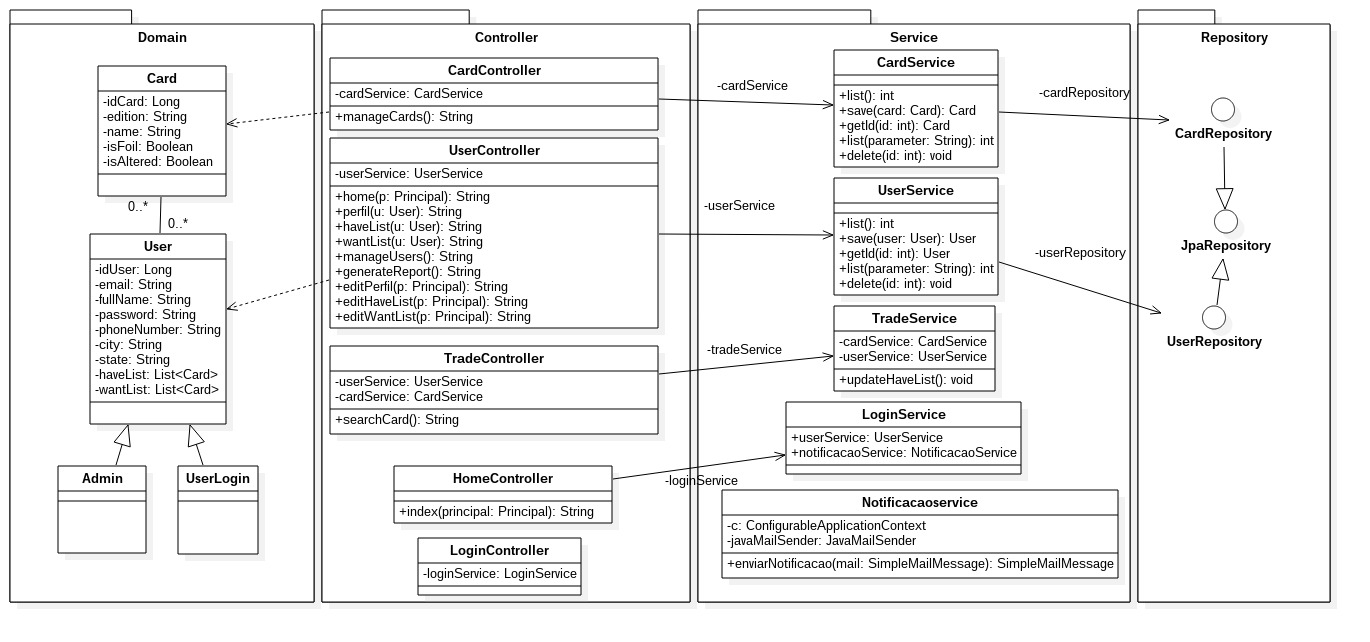 Domain
Card
-idCard: Long
-edition: String
-name: String
-isFoil: Boolean
-isAltered: Boolean
0..*
0..*
User
-idUser: Long
-email: String
-fullName: String
-password: String
-phoneNumber: String
-city: String
-state: String
-haveList: List<Card>
-wantList: List<Card>
Admin
UserLogin
Controller
CardController
-cardService: CardService
+manageCards(): String
UserController
-userService: UserService
+home(p: Principal): String
+perfil(u: User): String
+haveList(u: User): String
+wantList(u: User): String
+manageUsers(): String
+generateReport(): String
+editPerfil(p: Principal): String
+editHaveList(p: Principal): String
+editWantList(p: Principal): String
TradeController
-userService: UserService
-cardService: CardService
+searchCard(): String
HomeController
+index(principal: Principal): String
LoginController
-loginService: LoginService
-cardService
-userService
-tradeService
-loginService
Service
CardService
+list(): int
+save(card: Card): Card
+getId(id: int): Card
+list(parameter: String): int
+delete(id: int): void
UserService
+list(): int
+save(user: User): User
+getId(id: int): User
+list(parameter: String): int
+delete(id: int): void
TradeService
-cardService: CardService
-userService: UserService
+updateHaveList(): void
LoginService
+userService: UserService
+notificacaoService: NotificacaoService
Notificacaoservice
-c: ConfigurableApplicationContext
-javaMailSender: JavaMailSender
+enviarNotificacao(mail: SimpleMailMessage): SimpleMailMessage
-cardRepository
-userRepository
Repository
CardRepository
JpaRepository
UserRepository